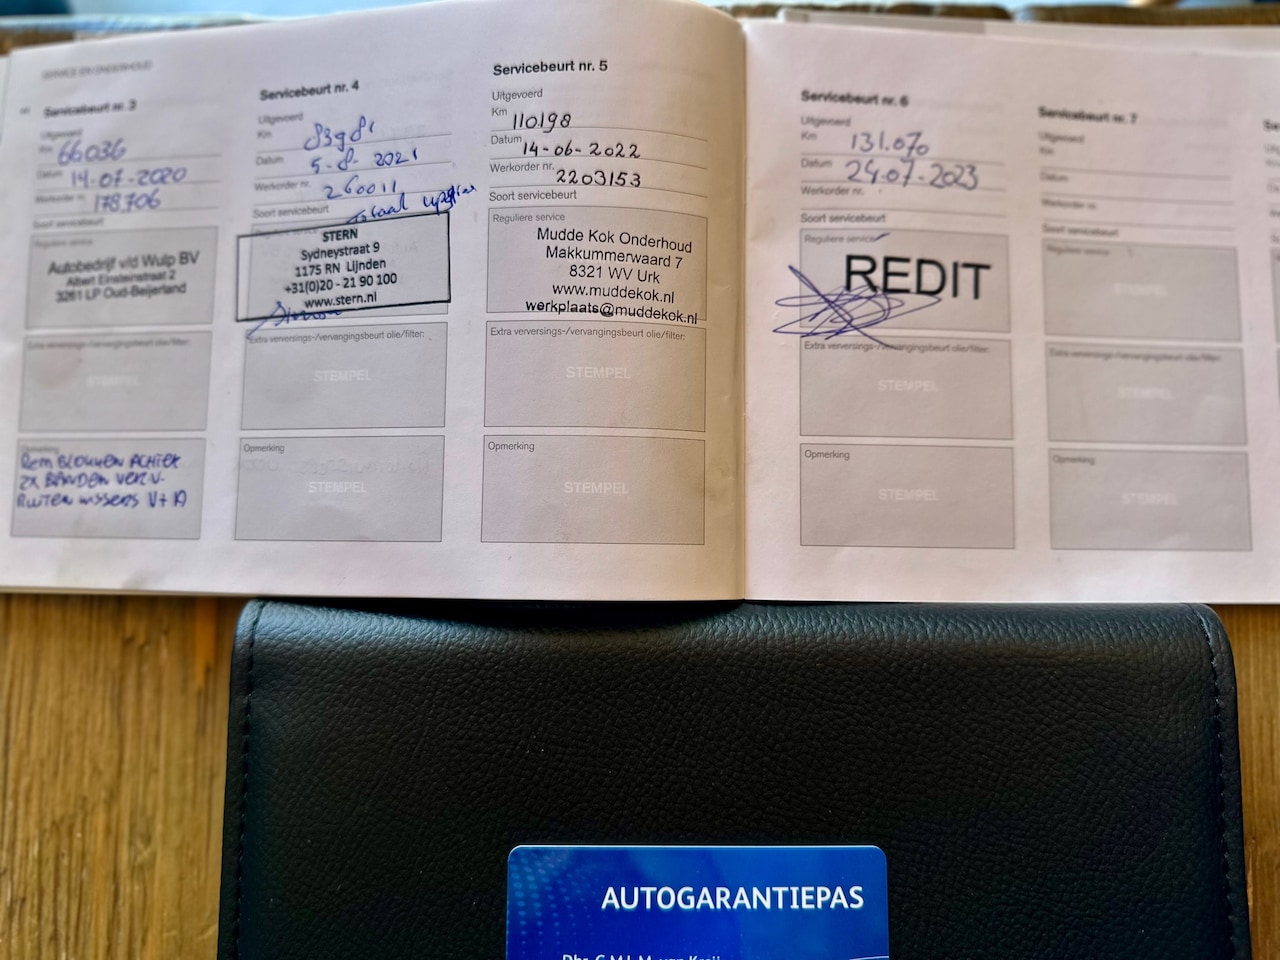 SERVICE EN ONDERHOUD
Servicebeurt nr. 3
Uitgevoerd
Km 66036
Datum 14-07-2020
Werkorder nr. 178706
Soort servicebeurt
Reguliere service
Autobedrijf v/d Wulp BV
Albert Einsteinstraat 2
3261 LP Oud-Beijerland
Extra verversings-/vervangingsbeurt olie/filter:
STEMPEL
Opmerking
REM BLOKKEN ACHTER
2X BANDEN VERV.
RUITEN WISSERS V+A
Servicebeurt nr. 4
Uitgevoerd
Km 83981
Datum 5-8-2021
Werkorder nr. 260011
Soort servicebeurt
STERN
Sydneystraat 9
1175 RN Lijnden
+31(0)20 - 21 90 100
www.stern.nl
Extra verversings-/vervangingsbeurt olie/filter:
STEMPEL
Opmerking
STEMPEL
Servicebeurt nr. 5
Uitgevoerd
Km 110198
Datum 14-06-2022
Werkorder nr. 2203153
Soort servicebeurt
Reguliere service
Mudde Kok Onderhoud
Makkummerwaard 7
8321 WV Urk
www.muddekok.nl
werkplaats@muddekok.nl
Extra verversings-/vervangingsbeurt olie/filter:
STEMPEL
Opmerking
STEMPEL
Servicebeurt nr. 6
Uitgevoerd
Km 131.070
Datum 24-07-2023
Werkorder nr.
Soort servicebeurt
Reguliere service
REDIT
Extra verversings-/vervangingsbeurt olie/filter:
STEMPEL
Opmerking
STEMPEL
Servicebeurt nr. 7
Uitgevoerd
Km
Datum
Werkorder nr.
Soort servicebeurt
Reguliere service
STEMPEL
Extra verversings-/vervangingsbeurt olie/filter:
STEMPEL
Opmerking
STEMPEL
AUTOGARANTIEPAS